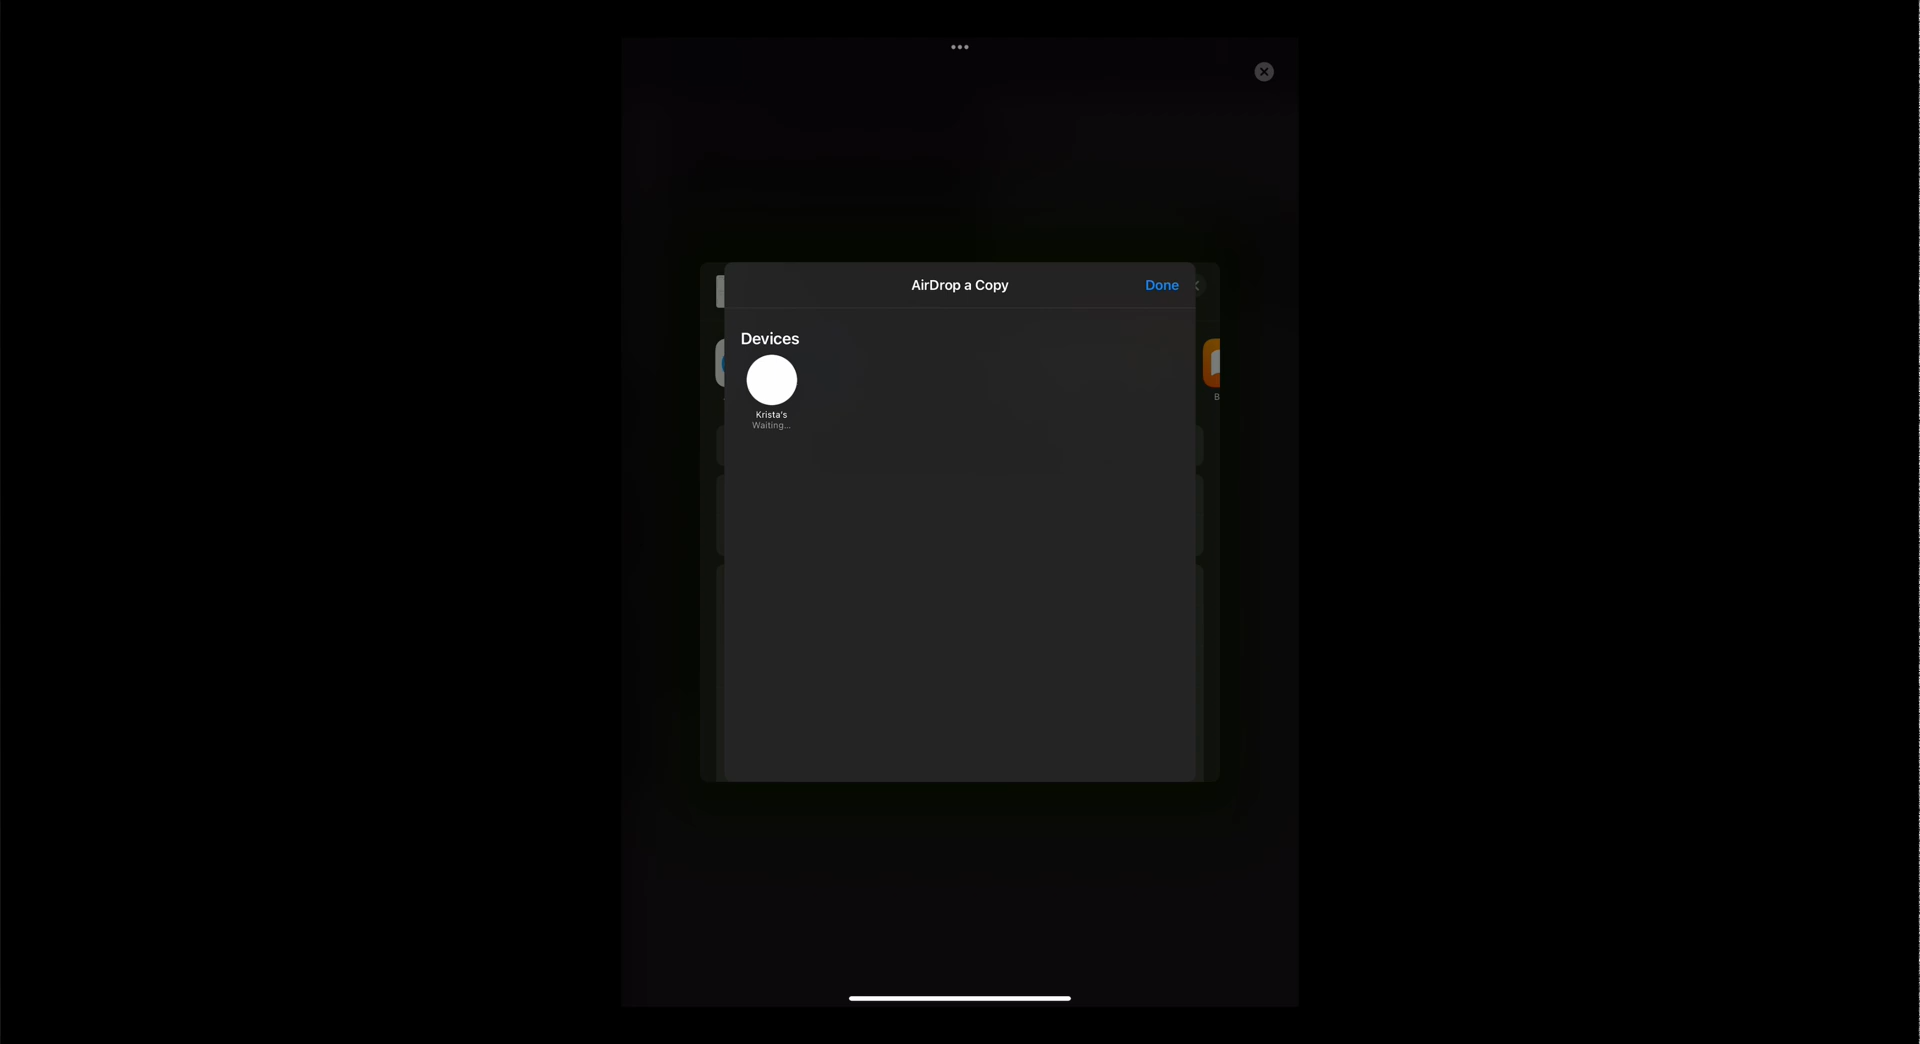 AirDrop a Copy
Done
Devices
Krista's
Waiting...
B